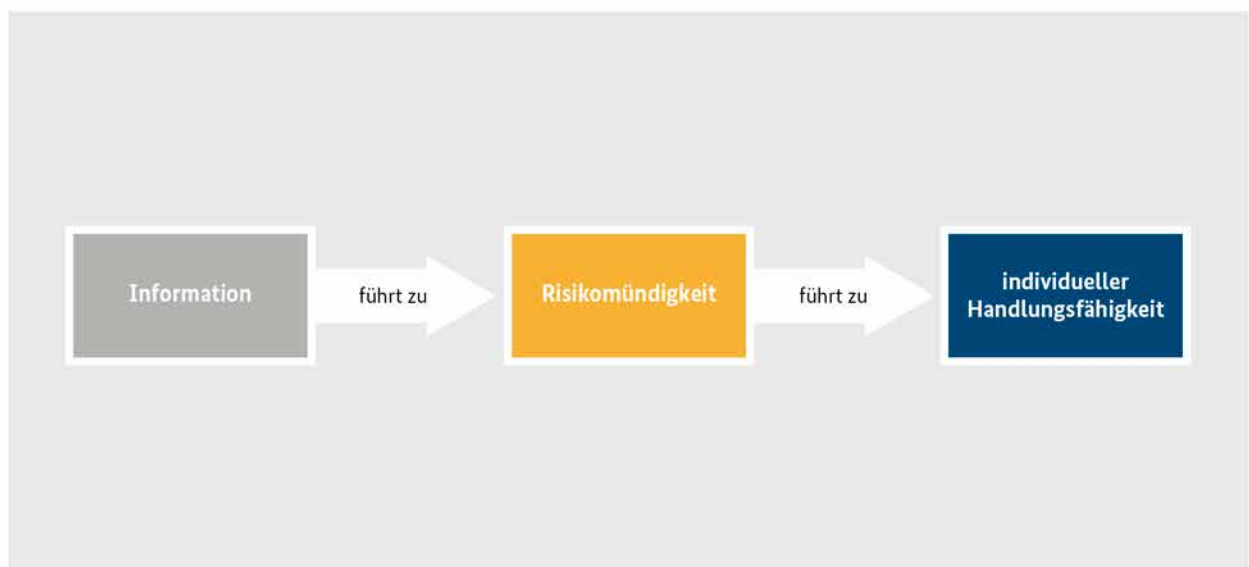 Information
führt zu
Risikomündigkeit
führt zu
individueller
Handlungsfähigkeit